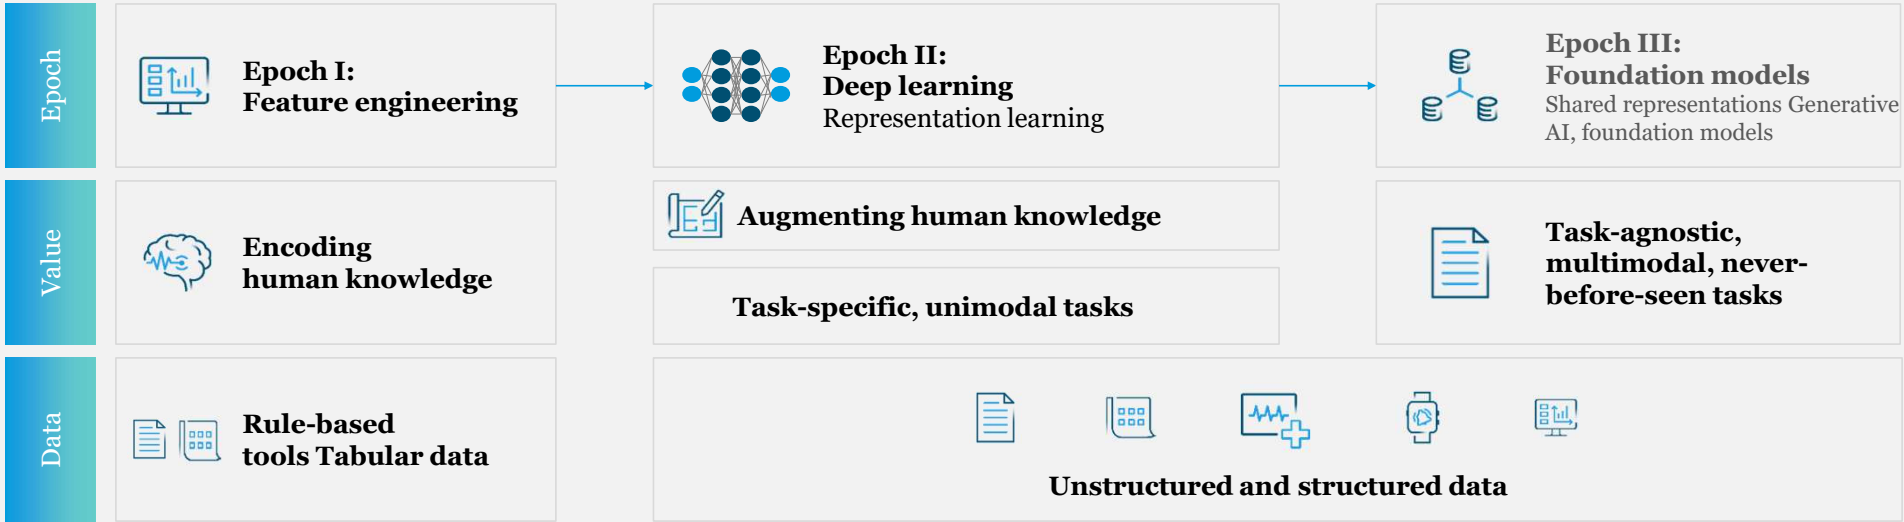 Epoch
Epoch I:
Feature engineering
Epoch II:
Deep learning
Representation learning
Epoch III:
Foundation models
Shared representations Generative
AI, foundation models
Value
Encoding
human knowledge
Augmenting human knowledge
Task-specific, unimodal tasks
Task-agnostic,
multimodal, never-
before-seen tasks
Data
Rule-based
tools Tabular data
Unstructured and structured data